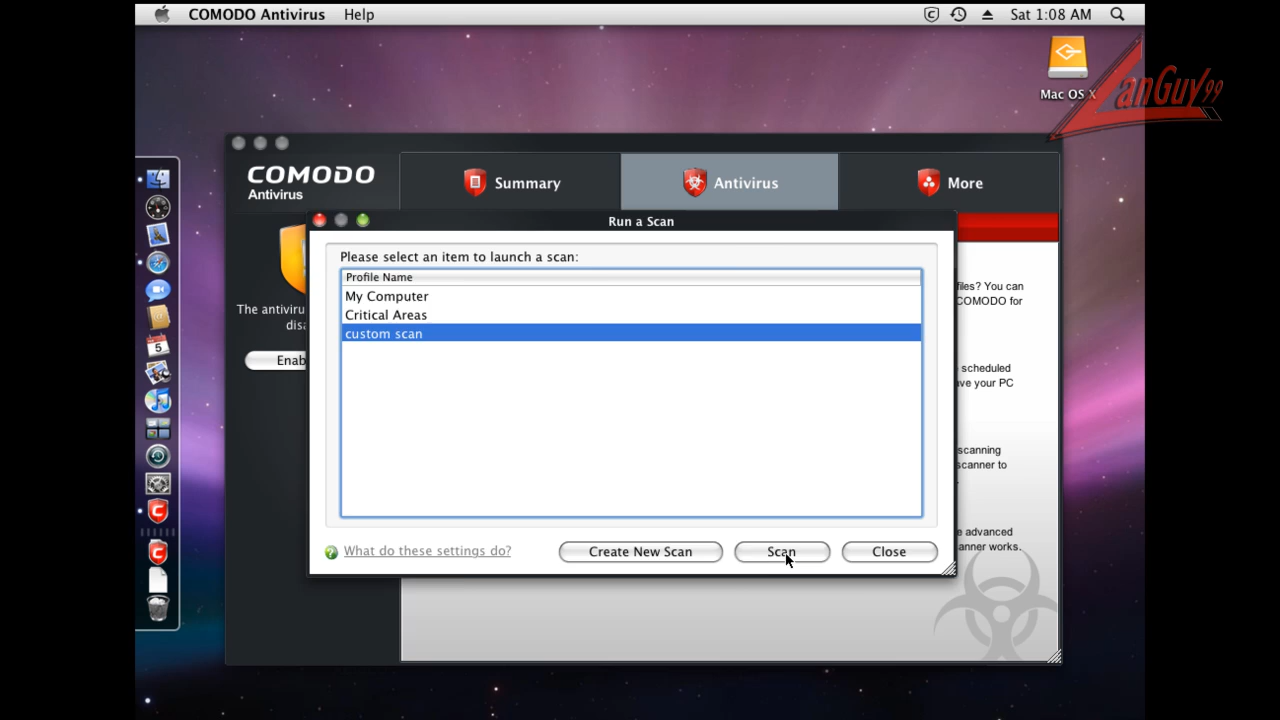 COMODO Antivirus Help
Sat 1:08 AM
Mac OS X
LanGuy99
COMODO
Antivirus
Summary
Antivirus
More
Run a Scan
Please select an item to launch a scan:
Profile Name
My Computer
Critical Areas
custom scan
The antiviru
disa
Enab
files? You can
COMODO for
scheduled
ave your PC
scanning
scanner to
e advanced
anner works.
What do these settings do?
Create New Scan
Scan
Close
5